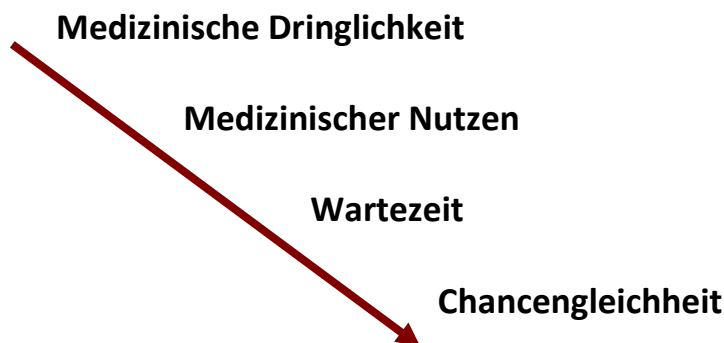 Medizinische Dringlichkeit
Medizinischer Nutzen
Wartezeit
Chancengleichheit